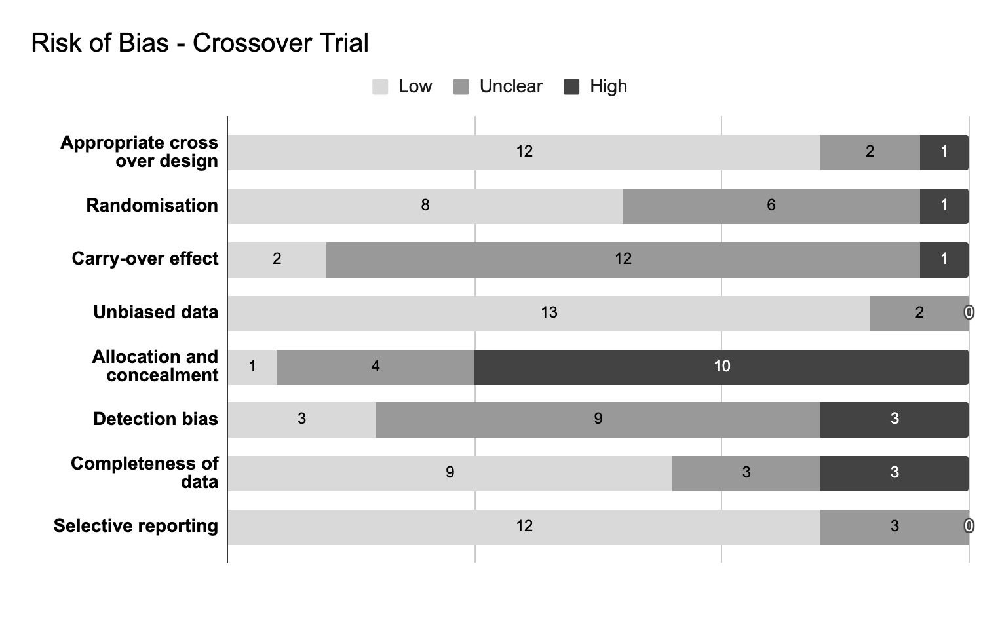 Risk of Bias - Crossover Trial
Low Unclear High
Appropriate cross
over design
12 2 1
Randomisation
8 6 1
Carry-over effect
2 12 1
Unbiased data
13 2 0
Allocation and
concealment
1 4 10
Detection bias
3 9 3
Completeness of
data
9 3 3
Selective reporting
12 3 0